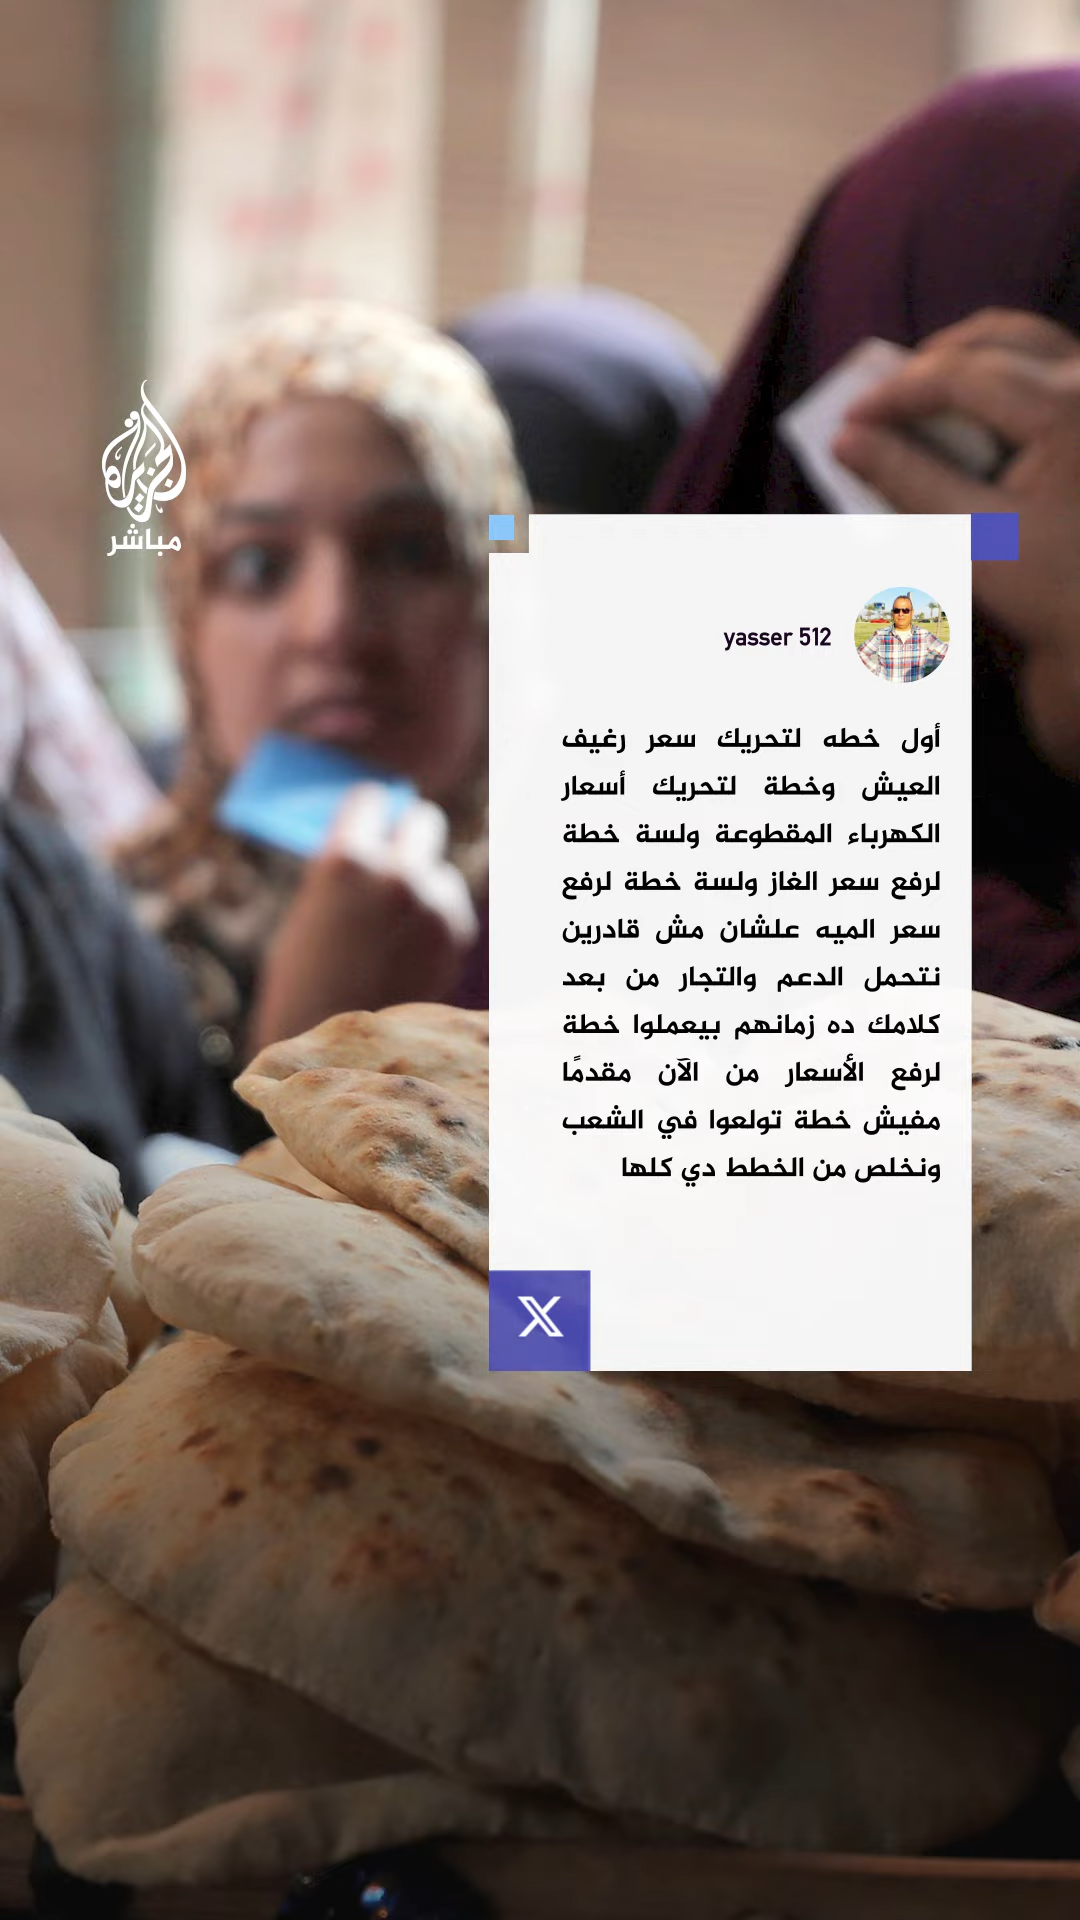 الجزيرة
مباشر
yasser 512
أول خطه لتحريك سعر رغيف
العيش وخطة لتحريك أسعار
الكهرباء المقطوعة ولسة خطة
لرفع سعر الغاز ولسة خطة لرفع
سعر الميه علشان مش قادرين
نتحمل الدعم والتجار من بعد
كلامك ده زمانهم بيعملوا خطة
لرفع الأسعار من الآن مقدمًا
مفيش خطة تولعوا في الشعب
ونخلص من الخطط دي كلها
X